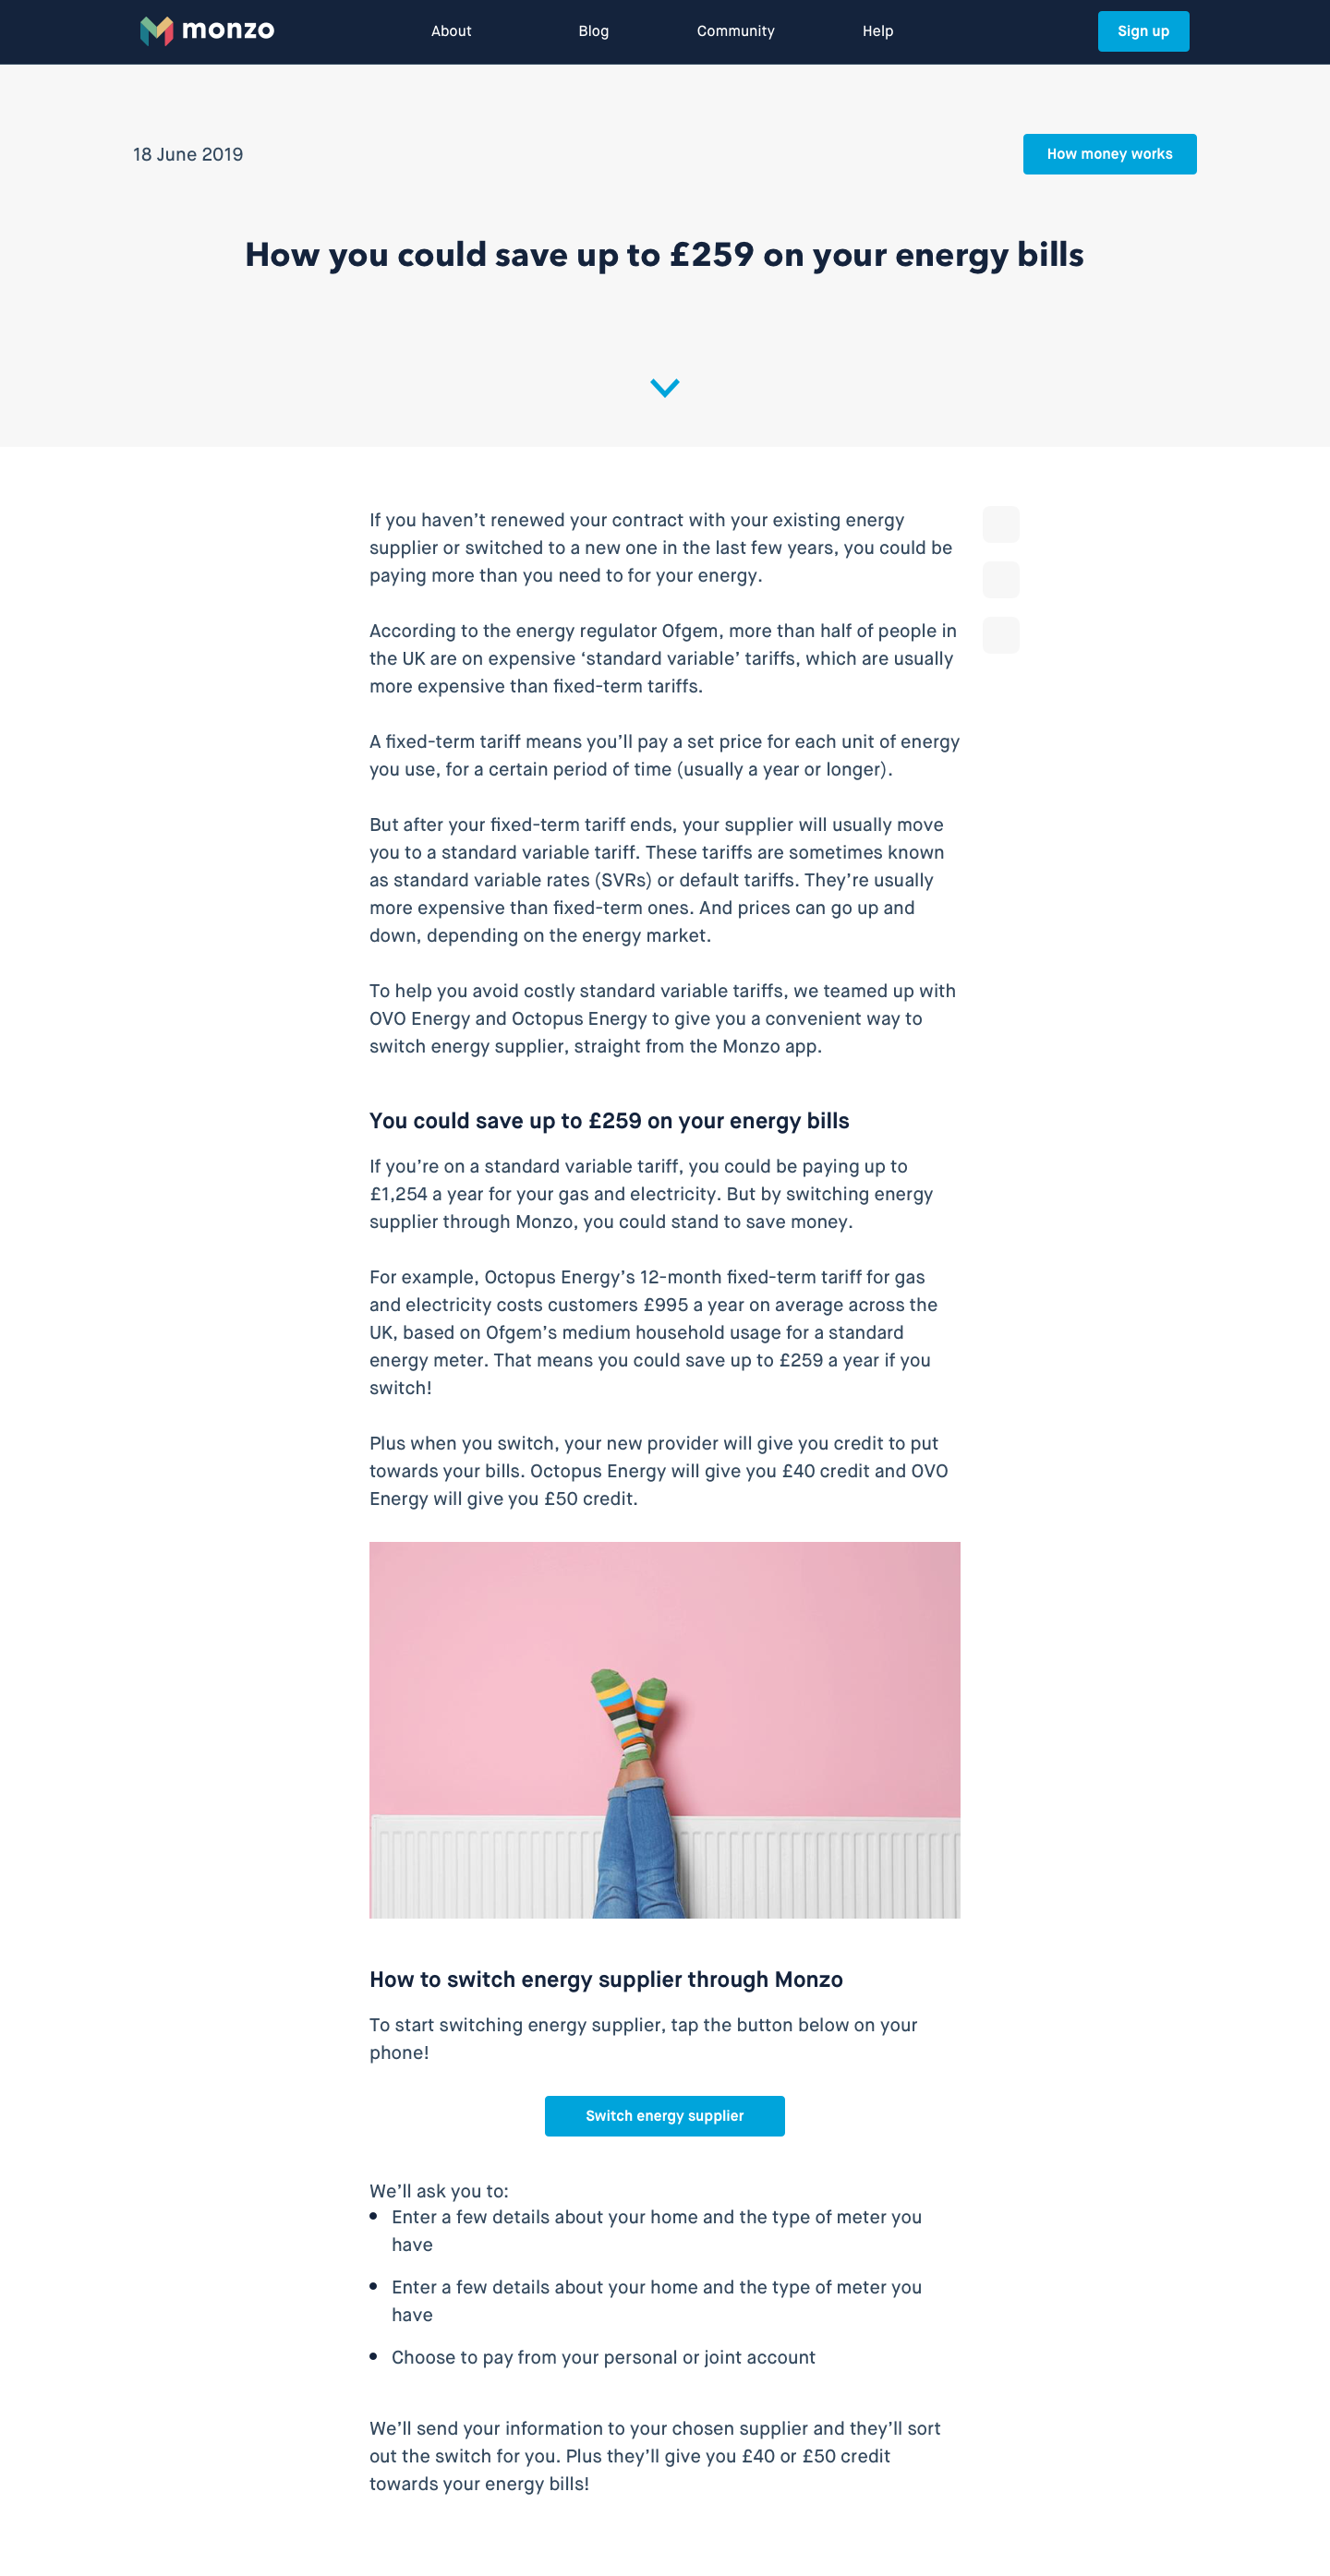 monzo
About
Blog
Community
Help
Sign up
18 June 2019
How money works
How you could save up to £259 on your energy bills
If you haven’t renewed your contract with your existing energy
supplier or switched to a new one in the last few years, you could be
paying more than you need to for your energy.
According to the energy regulator Ofgem, more than half of people in
the UK are on expensive ‘standard variable’ tariffs, which are usually
more expensive than fixed-term tariffs.
A fixed-term tariff means you’ll pay a set price for each unit of energy
you use, for a certain period of time (usually a year or longer).
But after your fixed-term tariff ends, your supplier will usually move
you to a standard variable tariff. These tariffs are sometimes known
as standard variable rates (SVRs) or default tariffs. They’re usually
more expensive than fixed-term ones. And prices can go up and
down, depending on the energy market.
To help you avoid costly standard variable tariffs, we teamed up with
OVO Energy and Octopus Energy to give you a convenient way to
switch energy supplier, straight from the Monzo app.
You could save up to £259 on your energy bills
If you’re on a standard variable tariff, you could be paying up to
£1,254 a year for your gas and electricity. But by switching energy
supplier through Monzo, you could stand to save money.
For example, Octopus Energy’s 12-month fixed-term tariff for gas
and electricity costs customers £995 a year on average across the
UK, based on Ofgem’s medium household usage for a standard
energy meter. That means you could save up to £259 a year if you
switch!
Plus when you switch, your new provider will give you credit to put
towards your bills. Octopus Energy will give you £40 credit and OVO
Energy will give you £50 credit.
How to switch energy supplier through Monzo
To start switching energy supplier, tap the button below on your
phone!
Switch energy supplier
We’ll ask you to:
• Enter a few details about your home and the type of meter you
have
• Enter a few details about your home and the type of meter you
have
• Choose to pay from your personal or joint account
We’ll send your information to your chosen supplier and they’ll sort
out the switch for you. Plus they’ll give you £40 or £50 credit
towards your energy bills!